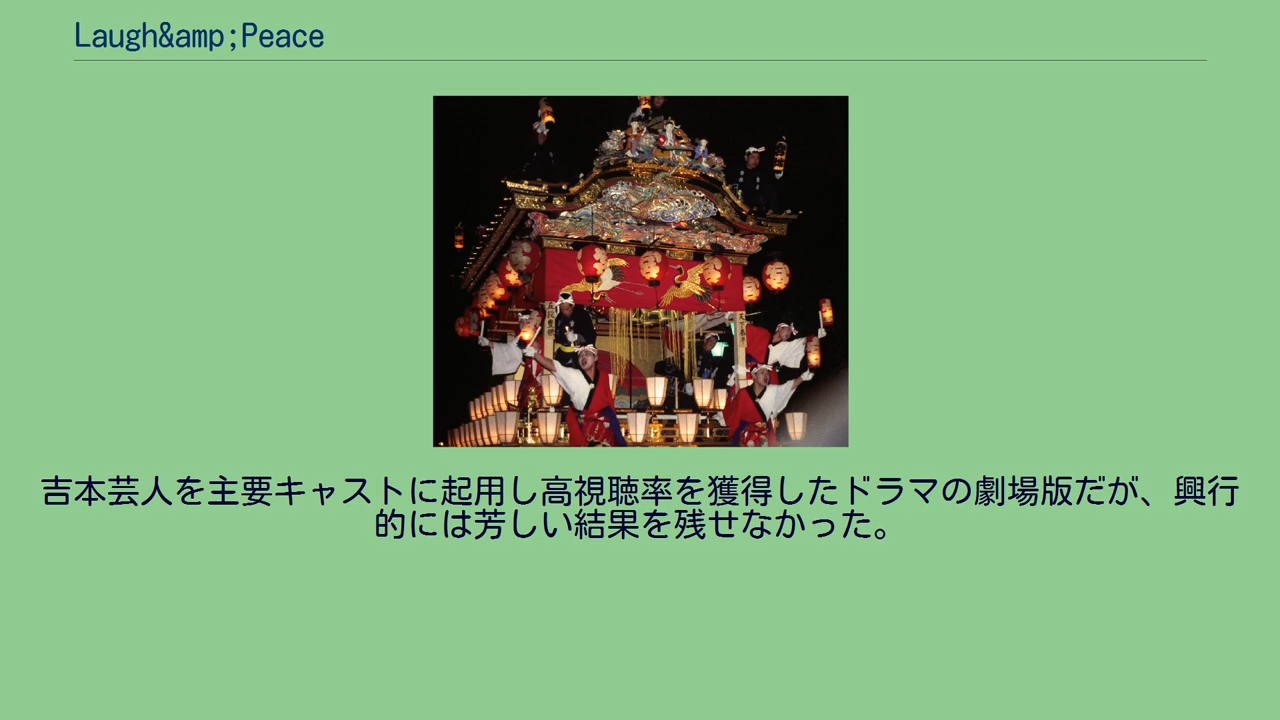 Laugh&amp;Peace
吉本芸人を主要キャストに起用し高視聴率を獲得したドラマの劇場版だが、興行
的には芳しい結果を残せなかった。